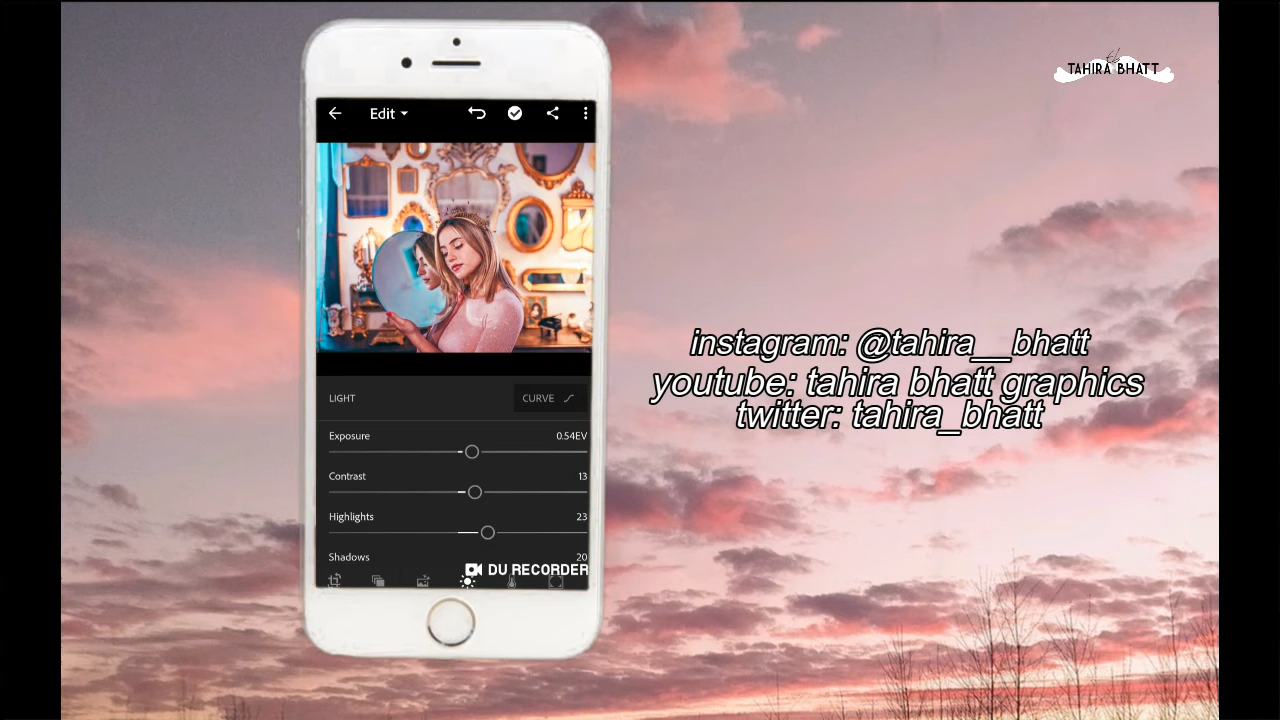 TAHIRA BHATT
Edit
LIGHT
CURVE
Exposure 0.54EV
Contrast 13
Highlights 23
Shadows 20
DU RECORDER
instagram: @tahira__bhatt
youtube: tahira bhatt graphics
twitter: tahira_bhatt